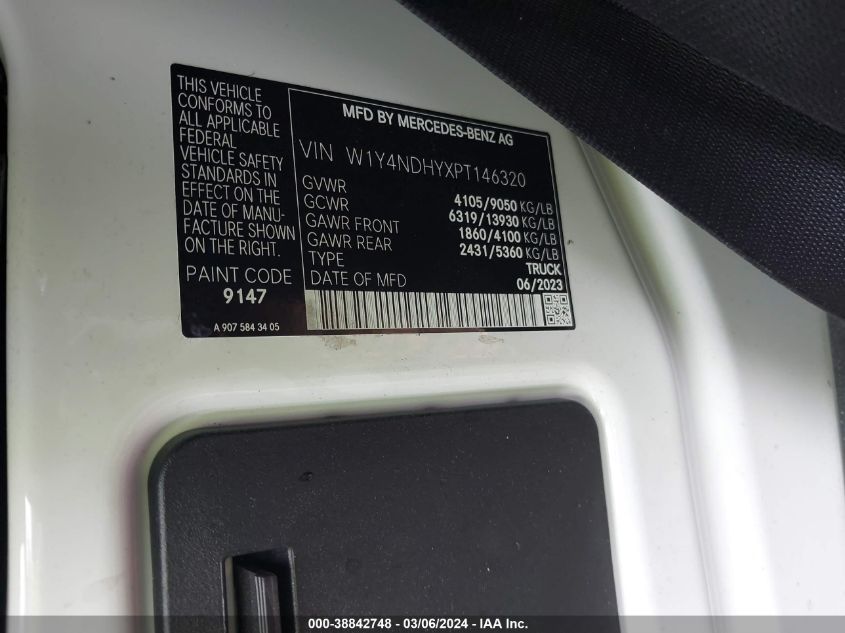 THIS VEHICLE
CONFORMS TO
ALL APPLICABLE
FEDERAL
VEHICLE SAFETY
STANDARDS IN
EFFECT ON THE
DATE OF MANU-
FACTURE SHOWN
ON THE RIGHT.
PAINT CODE
9147
A 907 584 34 05
MFD BY MERCEDES-BENZ AG
VIN W1Y4NDHYXPT146320
GVWR 4105/9050 KG/LB
GCWR 6319/13930 KG/LB
GAWR FRONT 1860/4100 KG/LB
GAWR REAR 2431/5360 KG/LB
TYPE TRUCK
DATE OF MFD 06/2023
000-38842748 - 03/06/2024 - IAA Inc.